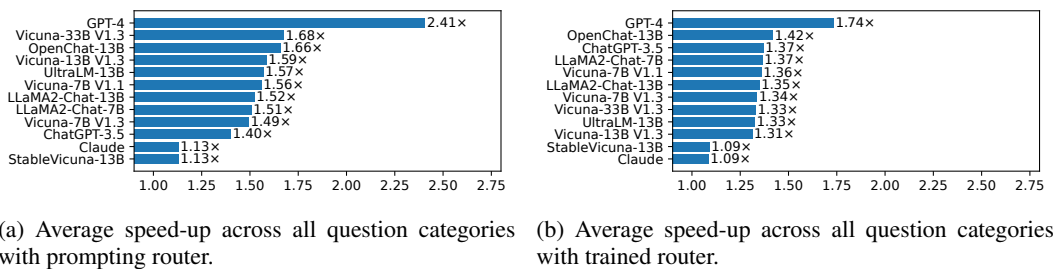 GPT-4 2.41×
Vicuna-33B V1.3 1.68×
OpenChat-13B 1.66×
Vicuna-13B V1.3 1.59×
UltraLM-13B 1.57×
Vicuna-7B V1.1 1.56×
LLaMA2-Chat-13B 1.52×
LLaMA2-Chat-7B 1.51×
Vicuna-7B V1.3 1.49×
ChatGPT-3.5 1.40×
Claude 1.13×
StableVicuna-13B 1.13×
1.00 1.25 1.50 1.75 2.00 2.25 2.50 2.75
(a) Average speed-up across all question categories
with prompting router.
GPT-4 1.74×
OpenChat-13B 1.42×
ChatGPT-3.5 1.37×
LLaMA2-Chat-7B 1.37×
Vicuna-7B V1.1 1.36×
LLaMA2-Chat-13B 1.35×
Vicuna-7B V1.3 1.34×
Vicuna-33B V1.3 1.33×
UltraLM-13B 1.33×
Vicuna-13B V1.3 1.31×
StableVicuna-13B 1.09×
Claude 1.09×
1.00 1.25 1.50 1.75 2.00 2.25 2.50 2.75
(b) Average speed-up across all question categories
with trained router.